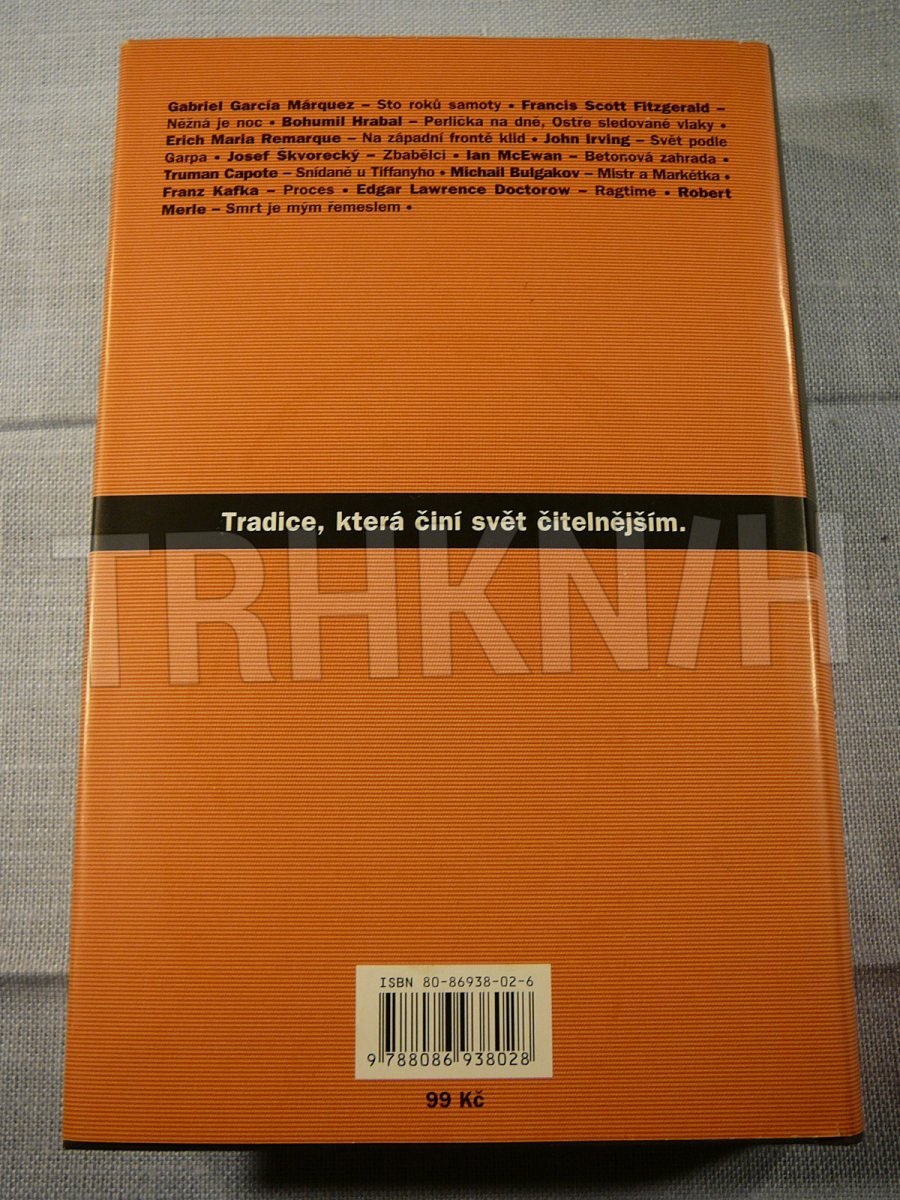 Gabriel García Márquez – Sto roků samoty • Francis Scott Fitzgerald –
Něžná je noc • Bohumil Hrabal – Perlička na dně, Ostře sledované vlaky •
Erich Maria Remarque – Na západní frontě klid • John Irving – Svět podle
Garpa • Josef Škvorecký – Zbabělci • Ian McEwan – Betonová zahrada •
Truman Capote – Snídaně u Tiffanyho • Michail Bulgakov – Mistr a Markétka •
Franz Kafka – Proces • Edgar Lawrence Doctorow – Ragtime • Robert
Merle – Smrt je mým řemeslem •
Tradice, která činí svět čitelnějším.
TRHKNIH
ISBN 80-86938-02-6
9 788086 938028
99 Kč